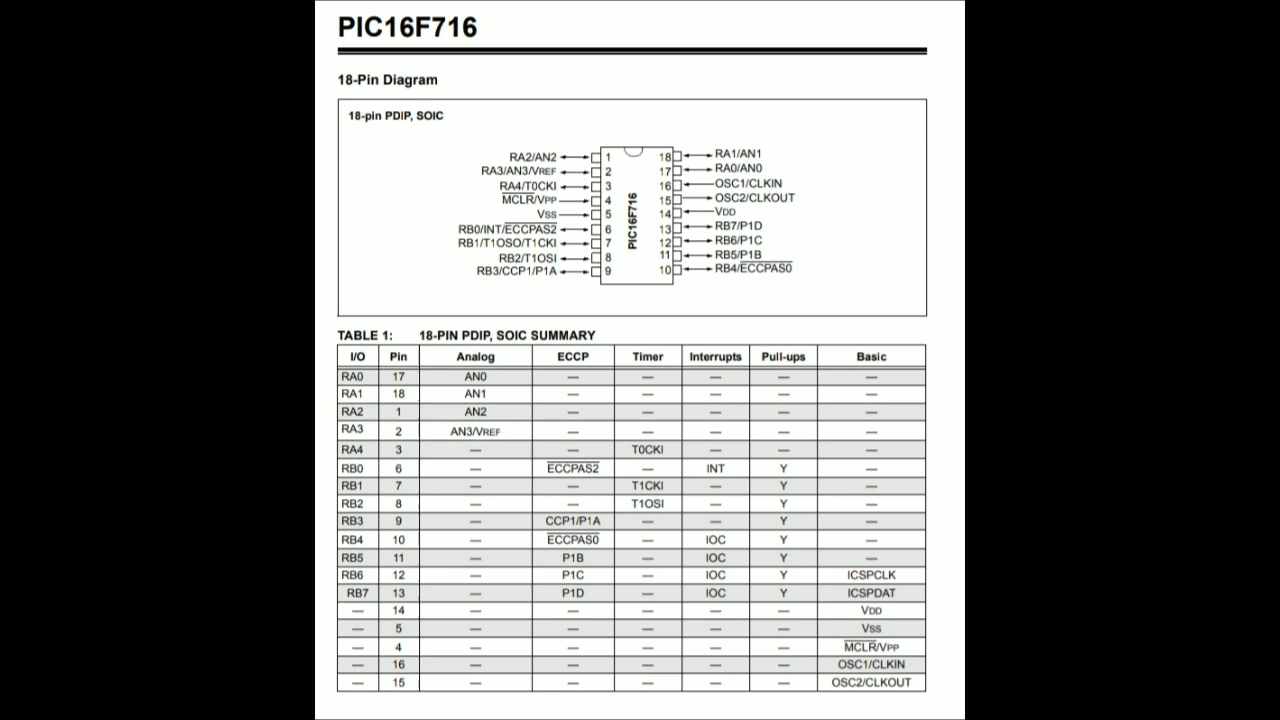 PIC16F716
18-Pin Diagram
18-pin PDIP, SOIC
RA2/AN2 1 18 RA1/AN1
RA3/AN3/VREF 2 17 RA0/AN0
RA4/T0CKI 3 16 OSC1/CLKIN
MCLR/VPP 4 15 OSC2/CLKOUT
VSS 5 14 VDD
RB0/INT/ECCPAS2 6 13 RB7/P1D
RB1/T1OSO/T1CKI 7 12 RB6/P1C
RB2/T1OSI 8 11 RB5/P1B
RB3/CCP1/P1A 9 10 RB4/ECCPAS0
PIC16F716
TABLE 1: 18-PIN PDIP, SOIC SUMMARY
I/O Pin Analog ECCP Timer Interrupts Pull-ups Basic
RA0 17 AN0 — — — — —
RA1 18 AN1 — — — — —
RA2 1 AN2 — — — — —
RA3 2 AN3/VREF — — — — —
RA4 3 — — T0CKI — — —
RB0 6 — ECCPAS2 — INT Y —
RB1 7 — — T1CKI — Y —
RB2 8 — — T1OSI — Y —
RB3 9 — CCP1/P1A — — Y —
RB4 10 — ECCPAS0 — IOC Y —
RB5 11 — P1B — IOC Y —
RB6 12 — P1C — IOC Y ICSPCLK
RB7 13 — P1D — IOC Y ICSPDAT
— 14 — — — — — VDD
— 5 — — — — — VSS
— 4 — — — — — MCLR/VPP
— 16 — — — — — OSC1/CLKIN
— 15 — — — — — OSC2/CLKOUT